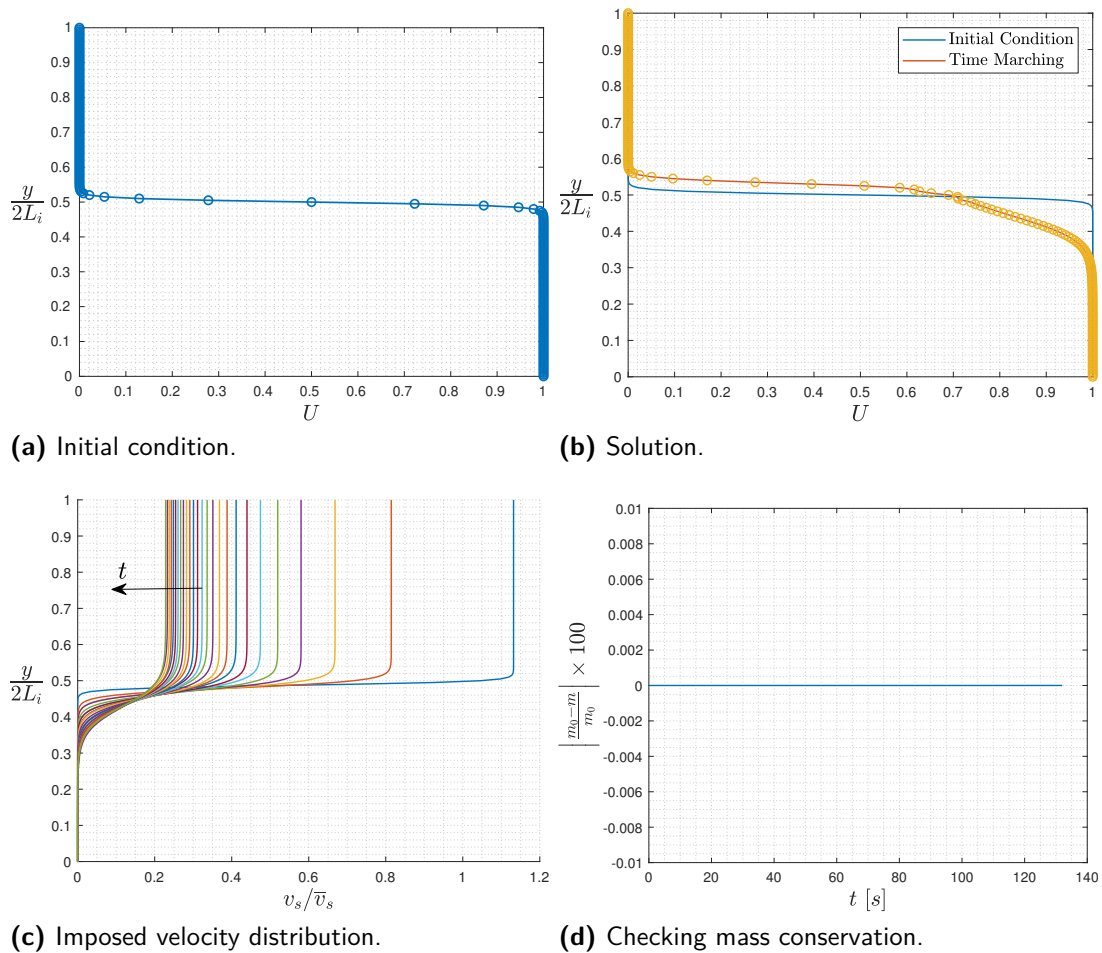 1
0.9
0.8
0.7
0.6
0.5
0.4
0.3
0.2
0.1
0
y/2L_i
0 0.1 0.2 0.3 0.4 0.5 0.6 0.7 0.8 0.9 1
U
(a) Initial condition.
1
0.9
0.8
0.7
0.6
0.5
0.4
0.3
0.2
0.1
0
y/2L_i
Initial Condition
Time Marching
0 0.1 0.2 0.3 0.4 0.5 0.6 0.7 0.8 0.9 1
U
(b) Solution.
1
0.9
0.8
0.7
0.6
0.5
0.4
0.3
0.2
0.1
0
y/2L_i
t
0 0.2 0.4 0.6 0.8 1 1.2
v_s/v̅_s
(c) Imposed velocity distribution.
0.01
0.008
0.006
0.004
0.002
0
-0.002
-0.004
-0.006
-0.008
-0.01
|m_0−m/m_0| × 100
0 20 40 60 80 100 120 140
t [s]
(d) Checking mass conservation.